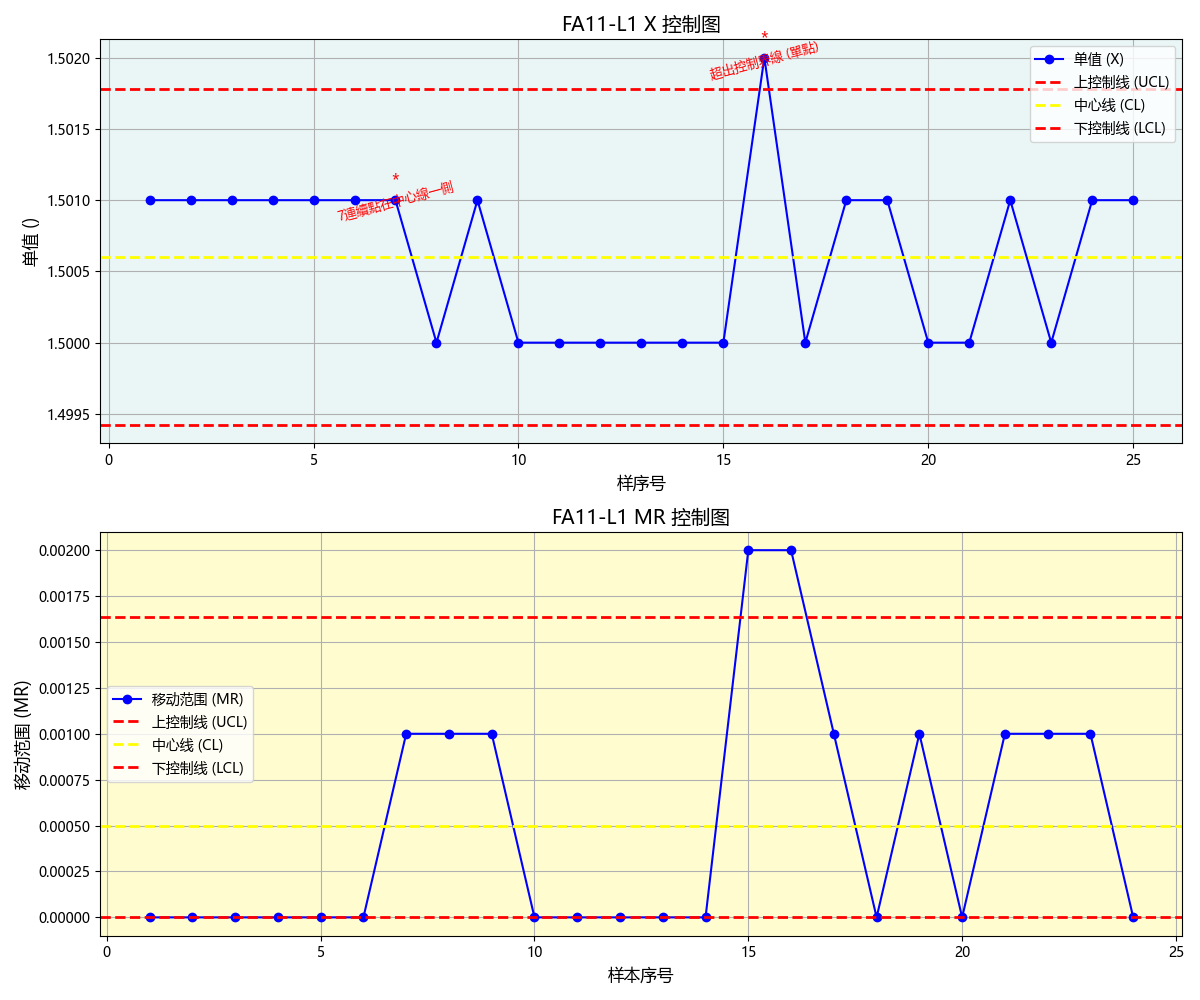 FA11-L1 X 控制图
单值 ()
1.5020
1.5015
1.5010
1.5005
1.5000
1.4995
*
7連續點在中心線一側
*
超出控制界線 (單點)
单值 (X)
上控制线 (UCL)
中心线 (CL)
下控制线 (LCL)
0 5 10 15 20 25
样序号
FA11-L1 MR 控制图
移动范围 (MR)
0.00200
0.00175
0.00150
0.00125
0.00100
0.00075
0.00050
0.00025
0.00000
移动范围 (MR)
上控制线 (UCL)
中心线 (CL)
下控制线 (LCL)
0 5 10 15 20 25
样本序号